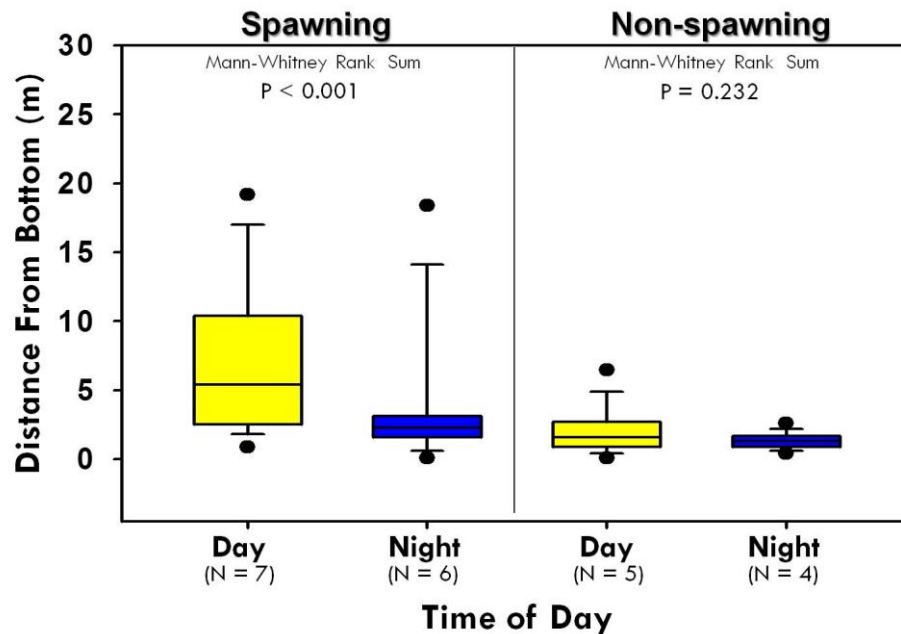 Spawning
Non-spawning
Mann-Whitney Rank Sum
P < 0.001
Mann-Whitney Rank Sum
P = 0.232
Distance From Bottom (m)
30
25
20
15
10
5
0
Day
(N = 7)
Night
(N = 6)
Day
(N = 5)
Night
(N = 4)
Time of Day